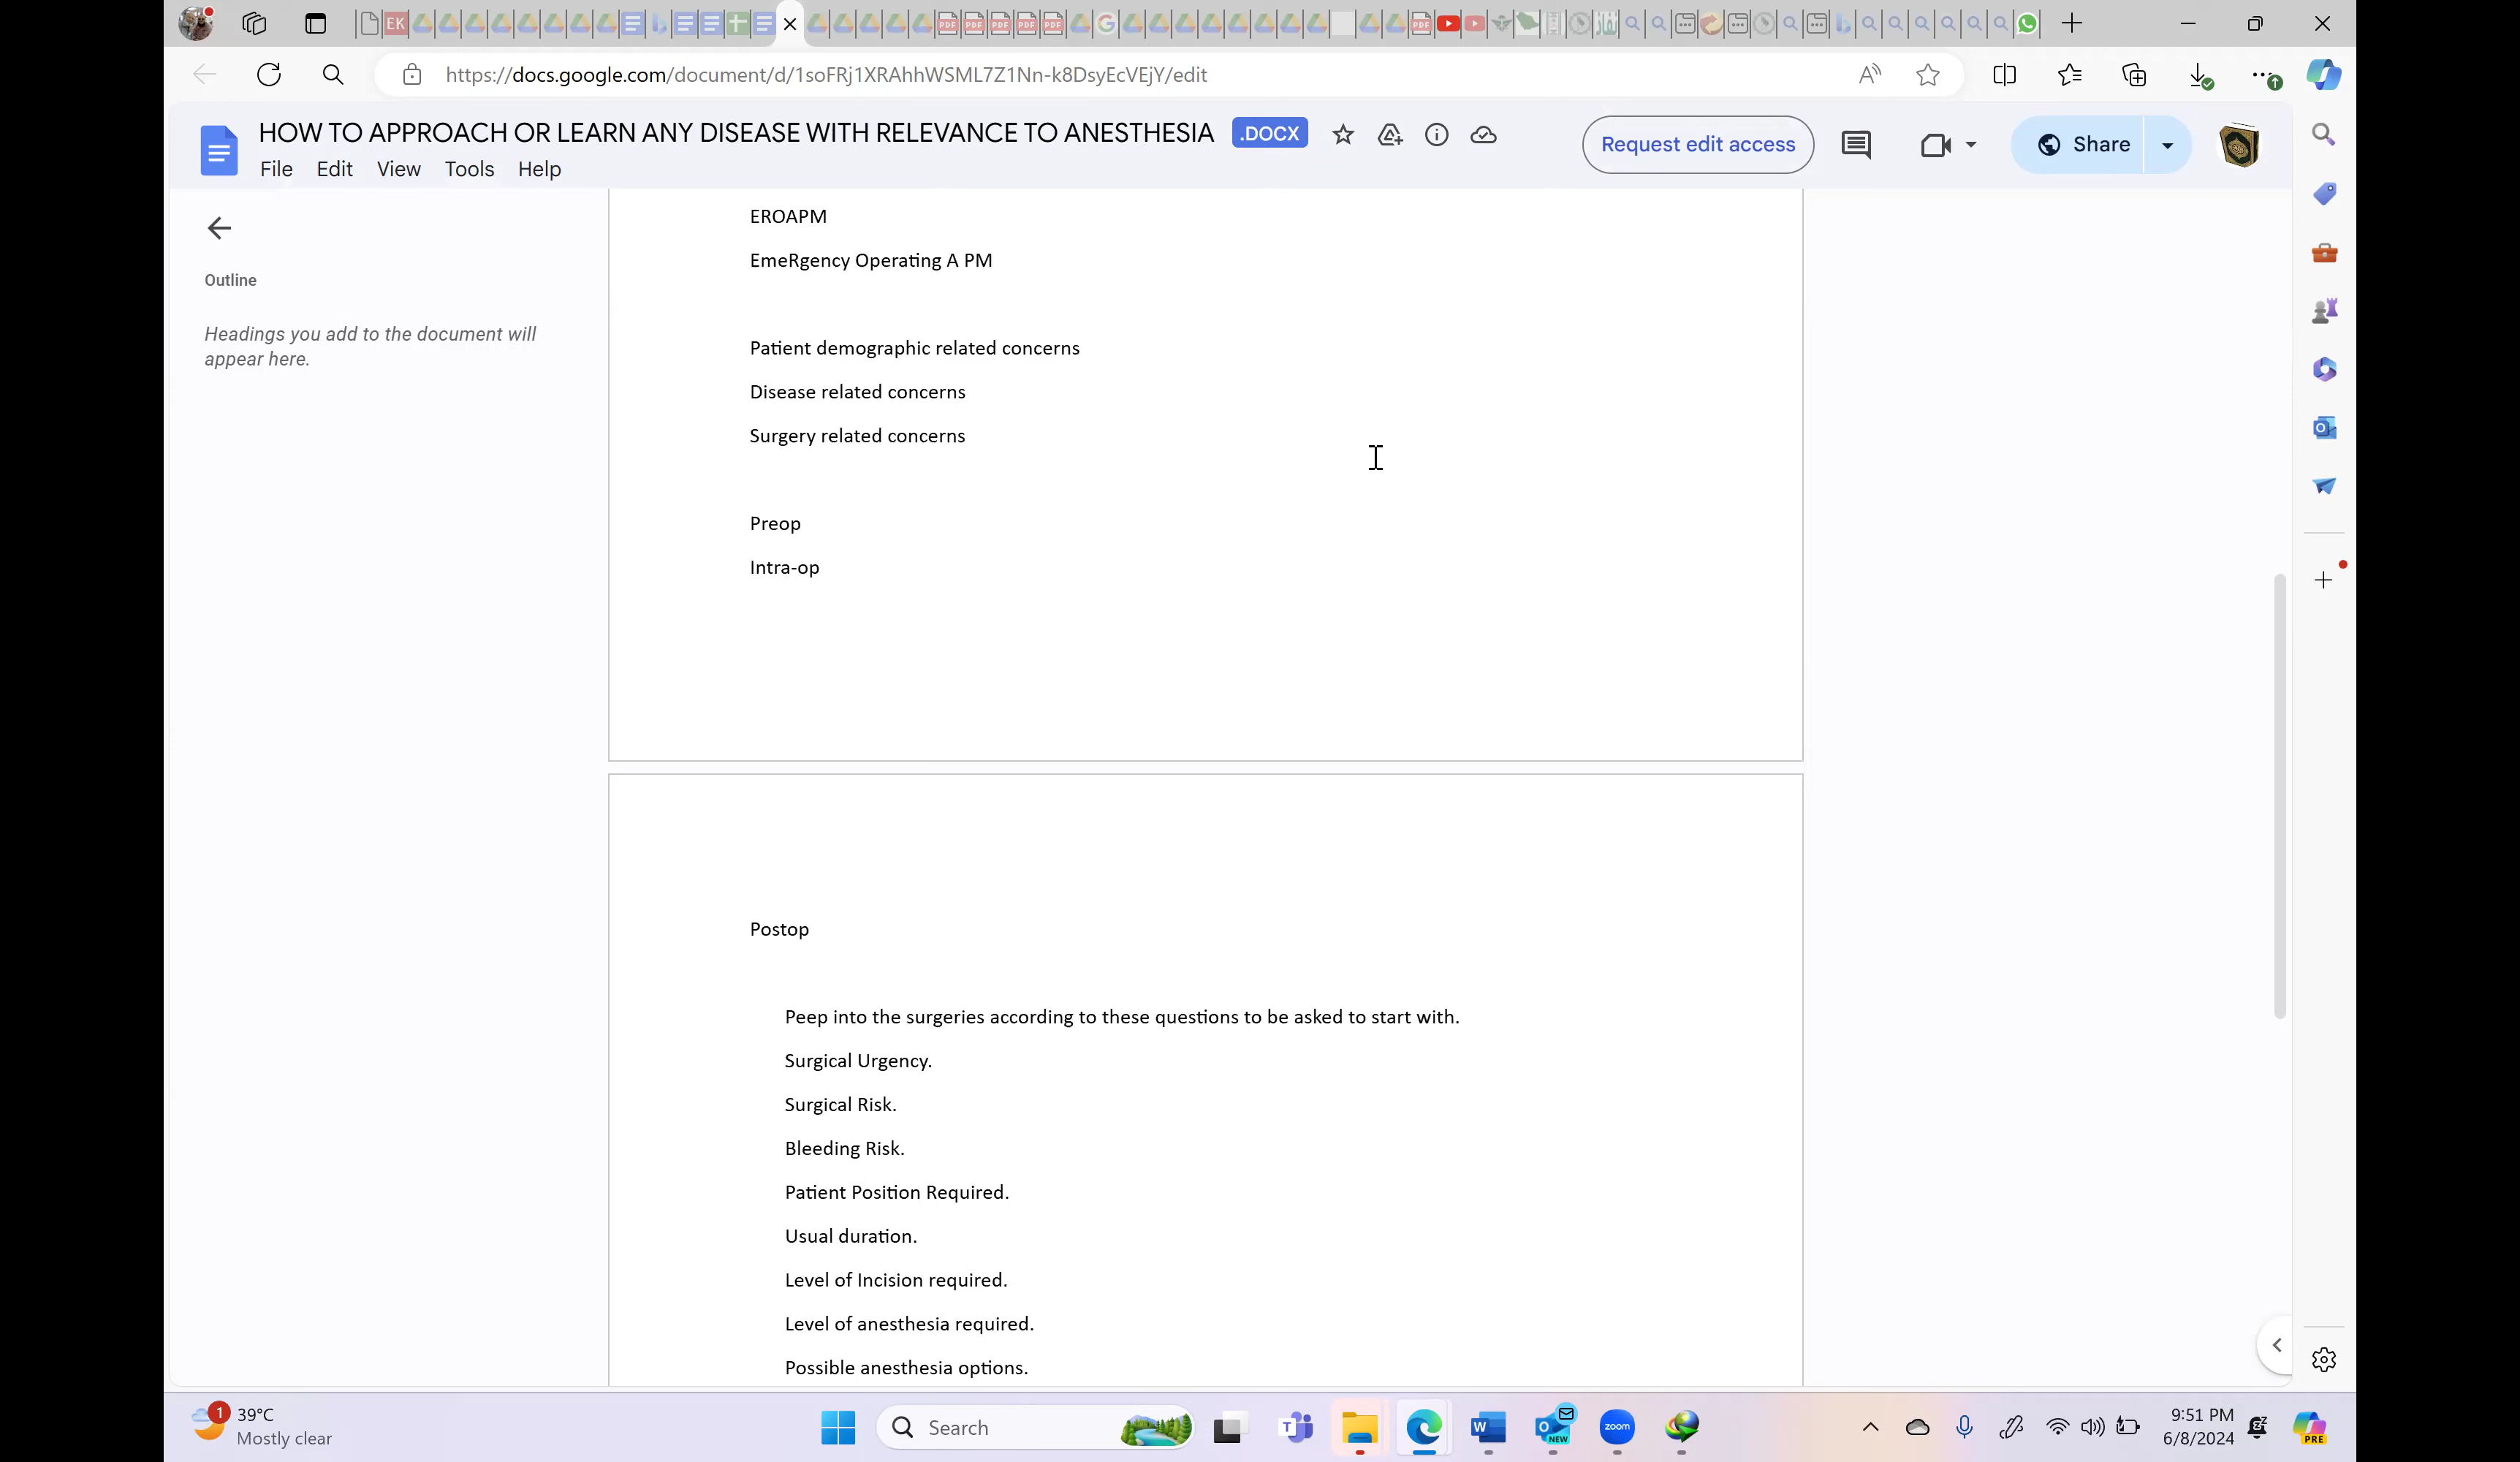 https://docs.google.com/document/d/1soFRj1XRAhhWSML7Z1Nn-k8DsyEcVEjY/edit
HOW TO APPROACH OR LEARN ANY DISEASE WITH RELEVANCE TO ANESTHESIA .DOCX
Request edit access
Share
File Edit View Tools Help
Outline
Headings you add to the document will
appear here.
EROAPM
EmeRgency Operating A PM
Patient demographic related concerns
Disease related concerns
Surgery related concerns
Preop
Intra-op
Postop
Peep into the surgeries according to these questions to be asked to start with.
Surgical Urgency.
Surgical Risk.
Bleeding Risk.
Patient Position Required.
Usual duration.
Level of Incision required.
Level of anesthesia required.
Possible anesthesia options.
1
39°C
Mostly clear
Search
NEW
zoom
9:51 PM
6/8/2024
PRE